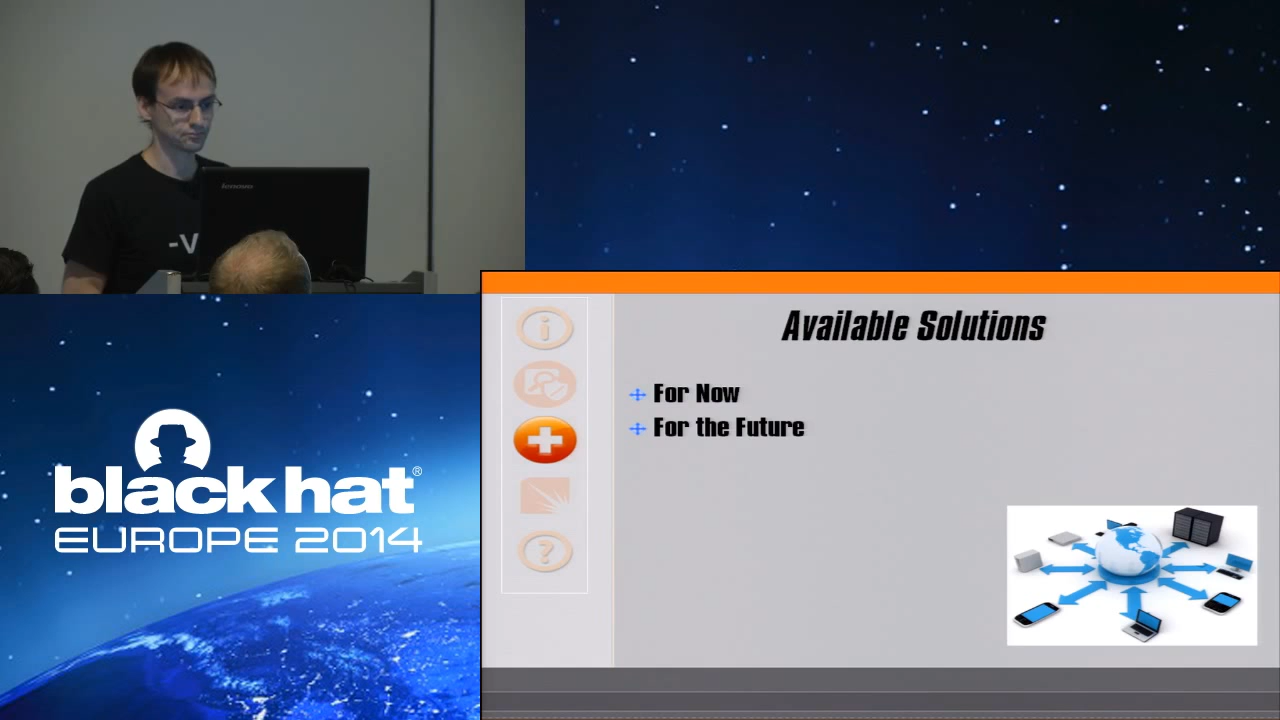 lenovo
-V
Available Solutions
For Now
For the Future
i
?
black hat®
EUROPE 2014